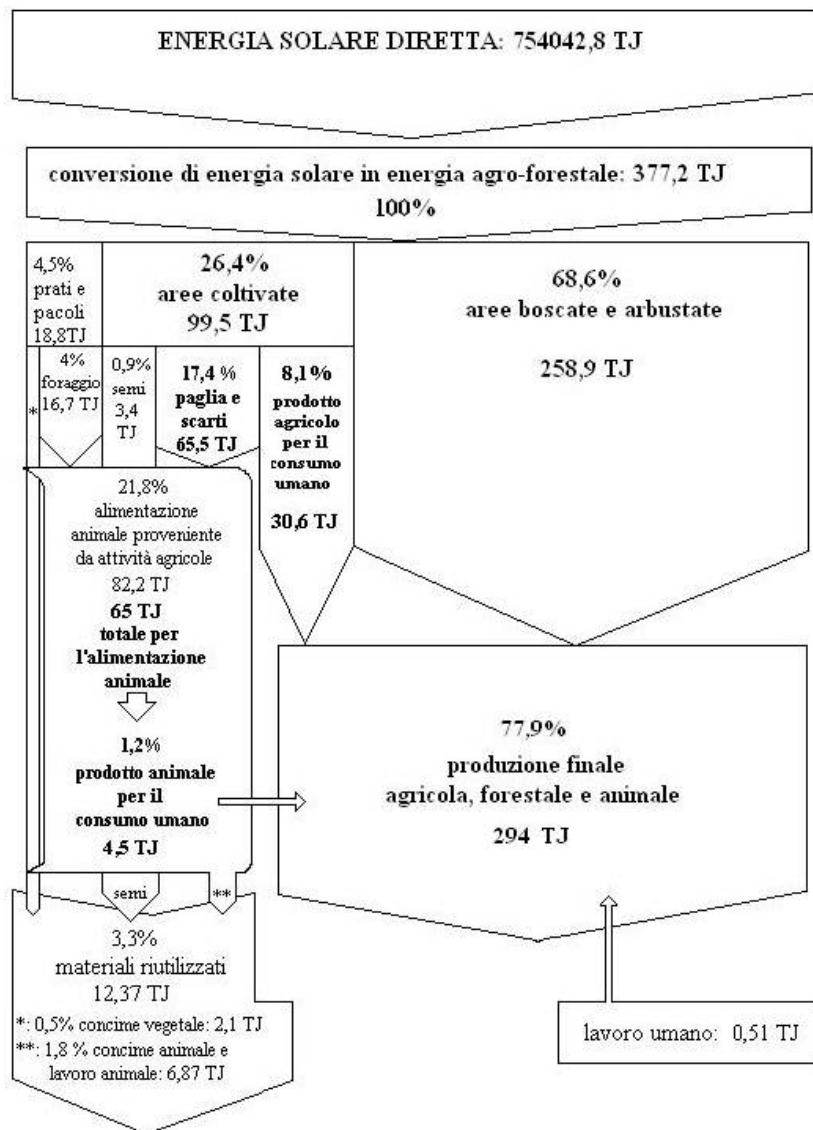 ENERGIA SOLARE DIRETTA: 754042,8 TJ
conversione di energia solare in energia agro-forestale: 377,2 TJ
100%
4,5%
prati e
pacoli
18,8TJ
26,4%
aree coltivate
99,5 TJ
68,6%
aree boscate e arbustate
258,9 TJ
*
4%
foraggio
16,7 TJ
0,9%
semi
3,4
TJ
17,4 %
paglia e
scarti
65,5 TJ
8,1%
prodotto
agricolo
per il
consumo
umano
30,6 TJ
21,8%
alimentazione
animale proveniente
da attività agricole
82,2 TJ
65 TJ
totale per
l'alimentazione
animale
1,2%
prodotto animale
per il
consumo umano
4,5 TJ
77,9%
produzione finale
agricola, forestale e animale
294 TJ
semi
**
3,3%
materiali riutilizzati
12,37 TJ
*: 0,5% concime vegetale: 2,1 TJ
**: 1,8 % concime animale e
lavoro animale: 6,87 TJ
lavoro umano: 0,51 TJ